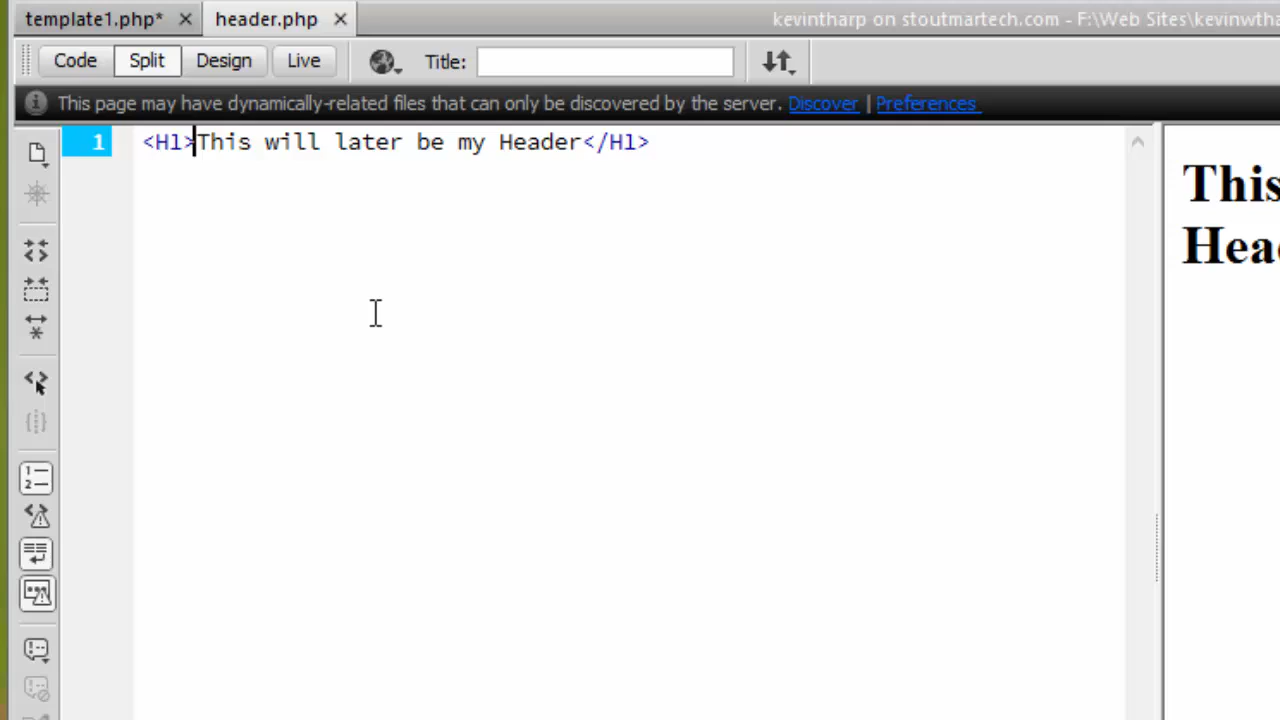 template1.php* × header.php ×
kevintharp on stoutmartech.com - F:\Web Sites\kevinwtha
Code Split Design Live Title:
This page may have dynamically-related files that can only be discovered by the server. Discover Preferences
1 <H1>This will later be my Header</H1>
This
Hea